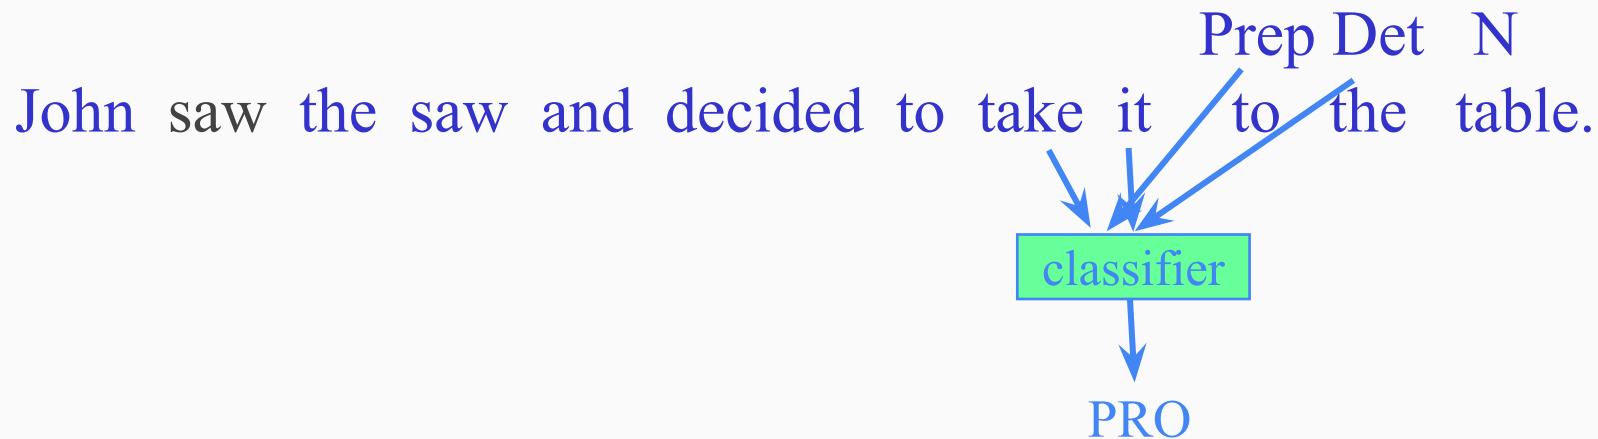 Prep Det N
John saw the saw and decided to take it to the table.
classifier
PRO